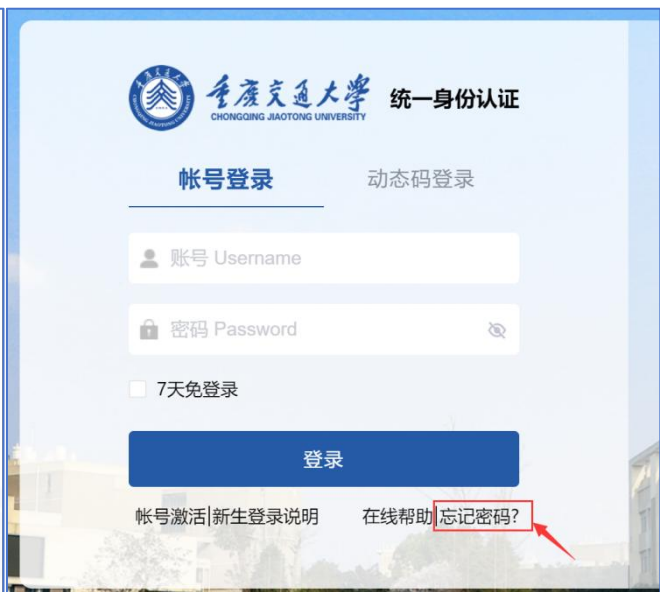 重庆交通大学 统一身份认证
CHONGQING JIAOTONG UNIVERSITY
帐号登录 动态码登录
账号 Username
密码 Password
7天免登录
登录
帐号激活|新生登录说明 在线帮助|忘记密码?